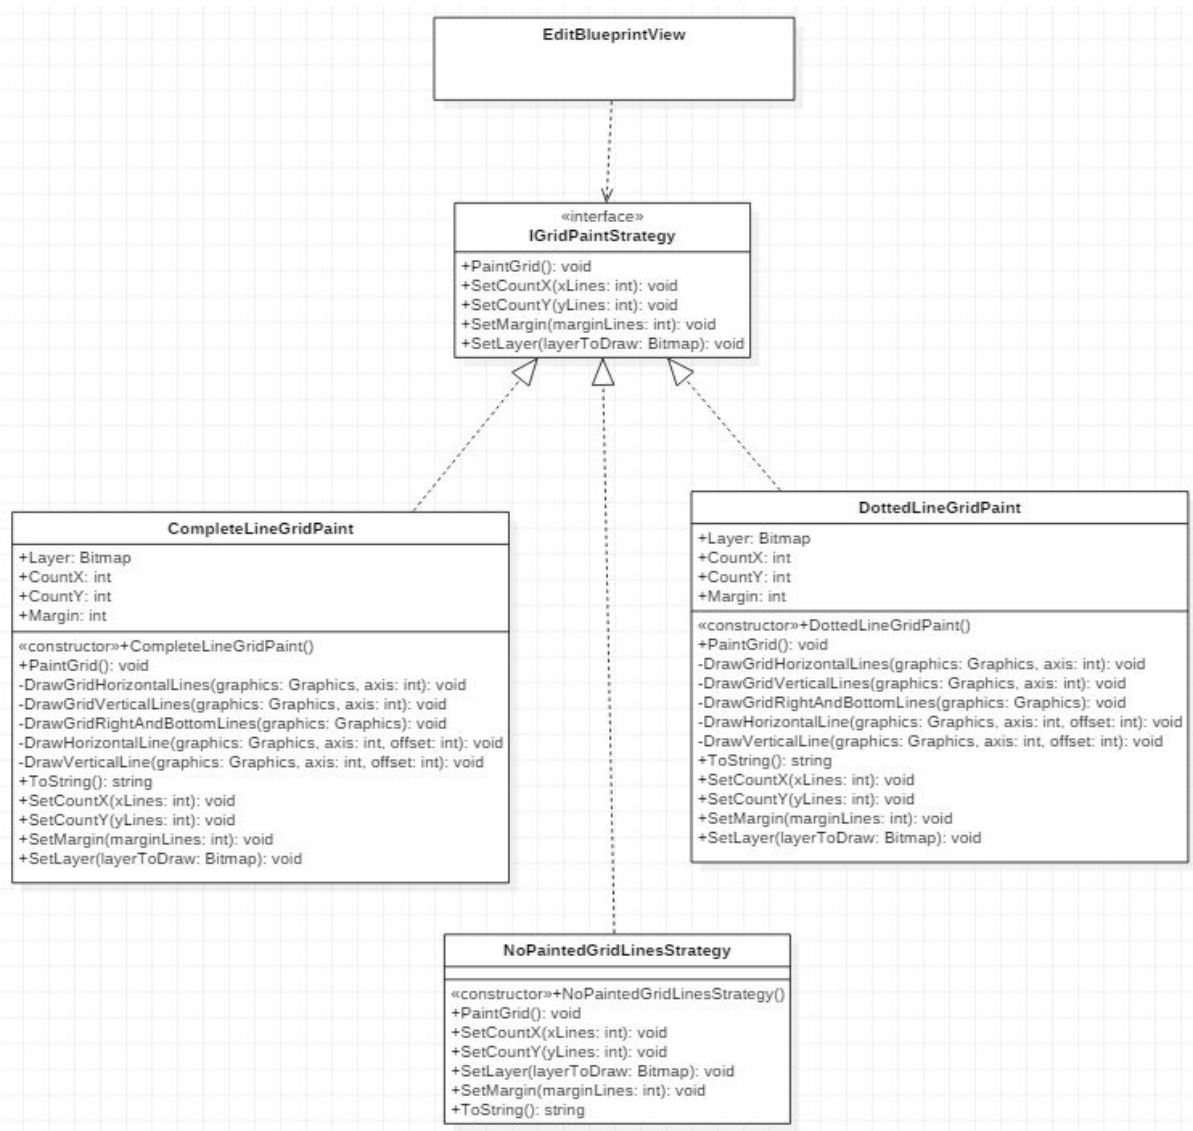 EditBlueprintView
«interface»
IGridPaintStrategy
+PaintGrid(): void
+SetCountX(xLines: int): void
+SetCountY(yLines: int): void
+SetMargin(marginLines: int): void
+SetLayer(layerToDraw: Bitmap): void
CompleteLineGridPaint
+Layer: Bitmap
+CountX: int
+CountY: int
+Margin: int
«constructor»+CompleteLineGridPaint()
+PaintGrid(): void
-DrawGridHorizontalLines(graphics: Graphics, axis: int): void
-DrawGridVerticalLines(graphics: Graphics, axis: int): void
-DrawGridRightAndBottomLines(graphics: Graphics): void
-DrawHorizontalLine(graphics: Graphics, axis: int, offset: int): void
-DrawVerticalLine(graphics: Graphics, axis: int, offset: int): void
+ToString(): string
+SetCountX(xLines: int): void
+SetCountY(yLines: int): void
+SetMargin(marginLines: int): void
+SetLayer(layerToDraw: Bitmap): void
DottedLineGridPaint
+Layer: Bitmap
+CountX: int
+CountY: int
+Margin: int
«constructor»+DottedLineGridPaint()
+PaintGrid(): void
-DrawGridHorizontalLines(graphics: Graphics, axis: int): void
-DrawGridVerticalLines(graphics: Graphics, axis: int): void
-DrawGridRightAndBottomLines(graphics: Graphics): void
-DrawHorizontalLine(graphics: Graphics, axis: int, offset: int): void
-DrawVerticalLine(graphics: Graphics, axis: int, offset: int): void
+ToString(): string
+SetCountX(xLines: int): void
+SetCountY(yLines: int): void
+SetMargin(marginLines: int): void
+SetLayer(layerToDraw: Bitmap): void
NoPaintedGridLinesStrategy
«constructor»+NoPaintedGridLinesStrategy()
+PaintGrid(): void
+SetCountX(xLines: int): void
+SetCountY(yLines: int): void
+SetLayer(layerToDraw: Bitmap): void
+SetMargin(marginLines: int): void
+ToString(): string